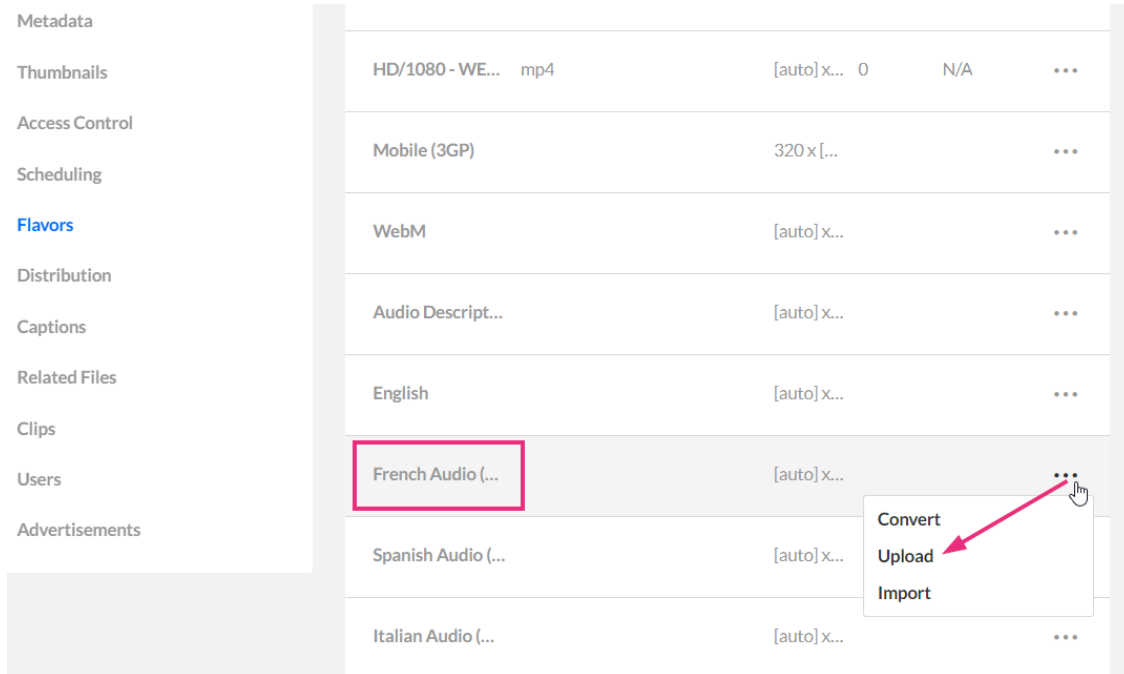 Metadata
Thumbnails
Access Control
Scheduling
Flavors
Distribution
Captions
Related Files
Clips
Users
Advertisements
HD/1080 - WE... mp4 [auto] x... 0 N/A
Mobile (3GP) 320 x [...
WebM [auto] x...
Audio Descript... [auto] x...
English [auto] x...
French Audio (... [auto] x...
Convert
Upload
Import
Spanish Audio (... [auto] x...
Italian Audio (... [auto] x...